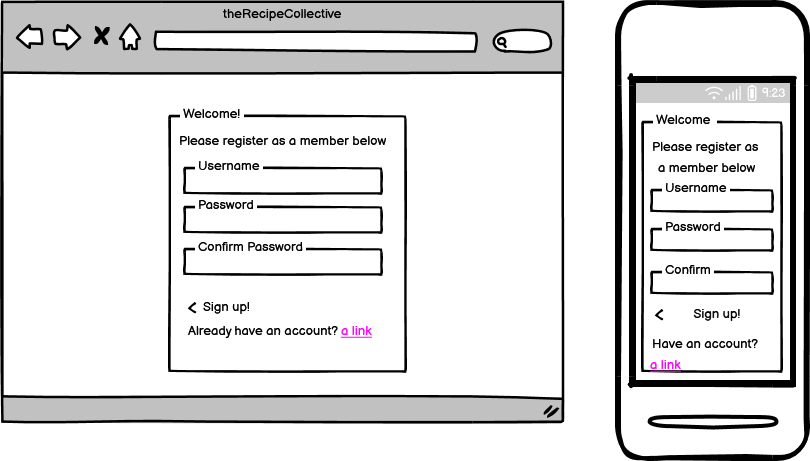 theRecipeCollective
Welcome!
Please register as a member below
Username
Password
Confirm Password
Sign up!
Already have an account? a link
9:23
Welcome
Please register as
a member below
Username
Password
Confirm
Sign up!
Have an account?
a link